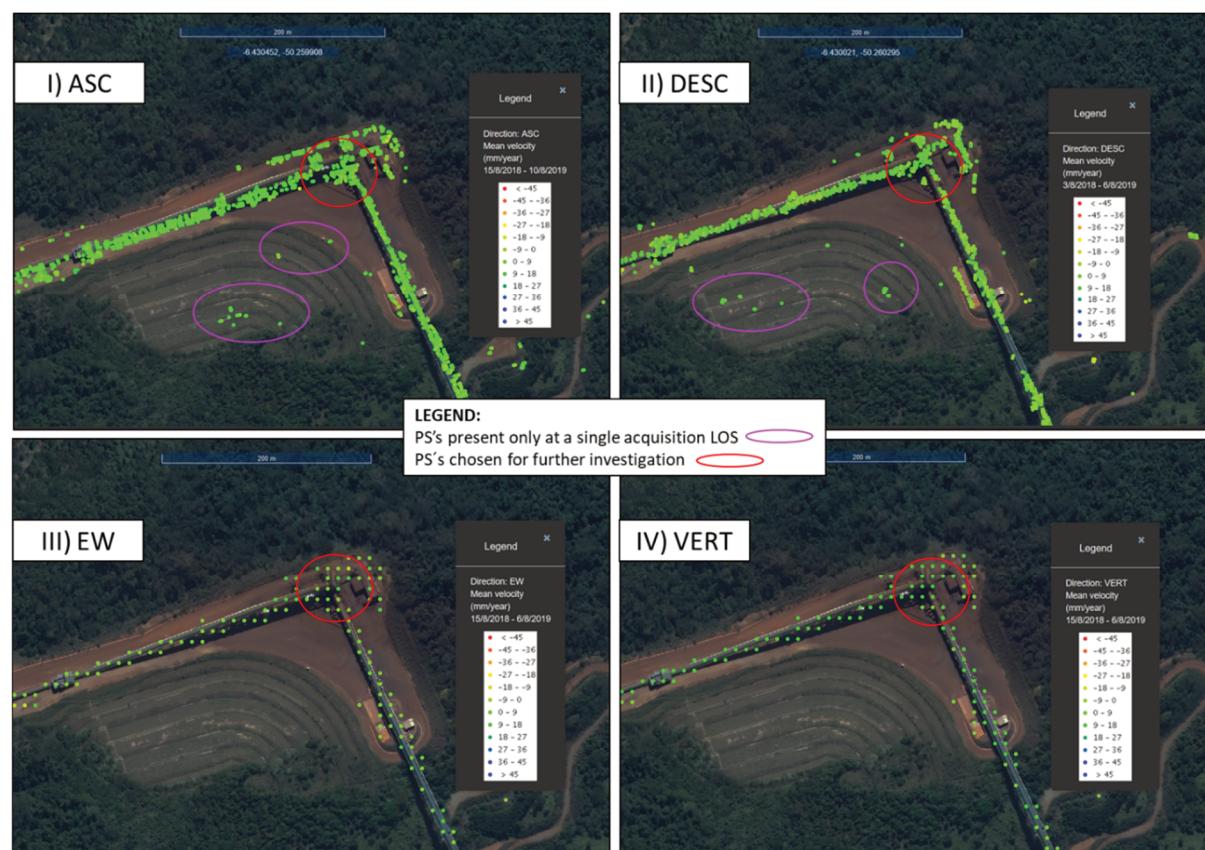 200 m
-6.430452, -50.259908
I) ASC
Legend
×
Direction: ASC
Mean velocity
(mm/year)
15/8/2018 - 10/8/2019
< -45
-45 - -36
-36 - -27
-27 - -18
-18 - -9
-9 - 0
0 - 9
9 - 18
18 - 27
27 - 36
36 - 45
> 45
200 m
-6.430021, -50.260295
II) DESC
Legend
×
Direction: DESC
Mean velocity
(mm/year)
3/8/2018 - 6/8/2019
< -45
-45 - -36
-36 - -27
-27 - -18
-18 - -9
-9 - 0
0 - 9
9 - 18
18 - 27
27 - 36
36 - 45
> 45
LEGEND:
PS's present only at a single acquisition LOS
PS´s chosen for further investigation
200 m
III) EW
Legend
×
Direction: EW
Mean velocity
(mm/year)
15/8/2018 - 6/8/2019
< -45
-45 - -36
-36 - -27
-27 - -18
-18 - -9
-9 - 0
0 - 9
9 - 18
18 - 27
27 - 36
36 - 45
> 45
200 m
IV) VERT
Legend
×
Direction: VERT
Mean velocity
(mm/year)
15/8/2018 - 6/8/2019
< -45
-45 - -36
-36 - -27
-27 - -18
-18 - -9
-9 - 0
0 - 9
9 - 18
18 - 27
27 - 36
36 - 45
> 45